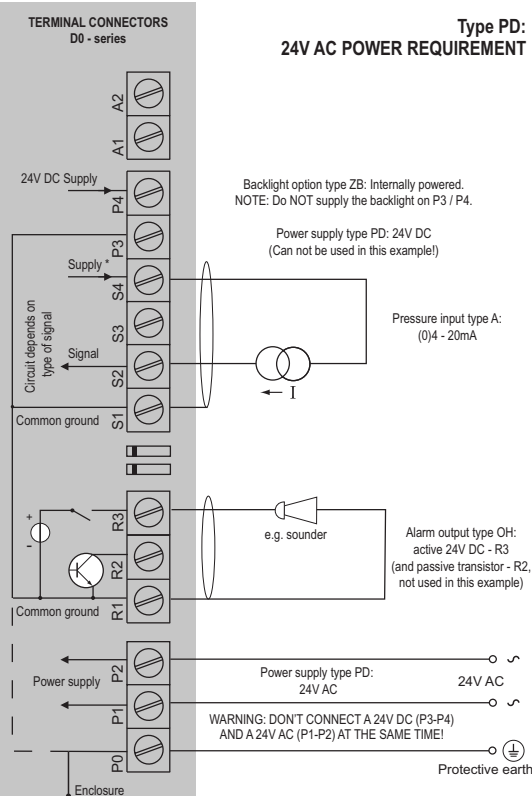 TERMINAL CONNECTORS
D0 - series
Type PD:
24V AC POWER REQUIREMENT
A2
A1
24V DC Supply
P4
Backlight option type ZB: Internally powered.
NOTE: Do NOT supply the backlight on P3 / P4.
P3
Power supply type PD: 24V DC
(Can not be used in this example!)
Supply *
S4
Circuit depends on
type of signal
S3
Pressure input type A:
(0)4 - 20mA
Signal
S2
I
Common ground
S1
+
-
R3
e.g. sounder
R2
Alarm output type OH:
active 24V DC - R3
(and passive transistor - R2,
not used in this example)
Common ground
R1
P2
Power supply
Power supply type PD:
24V AC
24V AC
P1
WARNING: DON'T CONNECT A 24V DC (P3-P4)
AND A 24V AC (P1-P2) AT THE SAME TIME!
P0
Protective earth
Enclosure